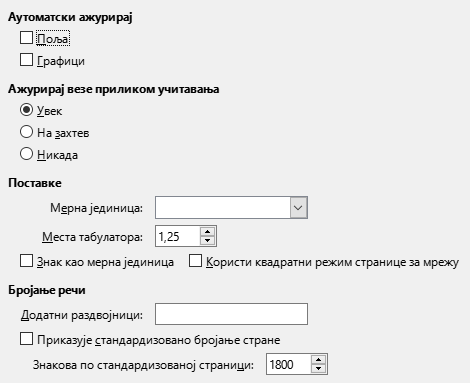 Аутоматски ажурирај
Поља
Графици
Ажурирај везе приликом учитавања
Увек
На захтев
Никада
Поставке
Мерна јединица:
Места табулатора: 1,25
Знак као мерна јединица Користи квадратни режим странице за мрежу
Бројање речи
Додатни раздвојници:
Приказује стандардизовано бројање стране
Знакова по стандардизованој страници: 1800